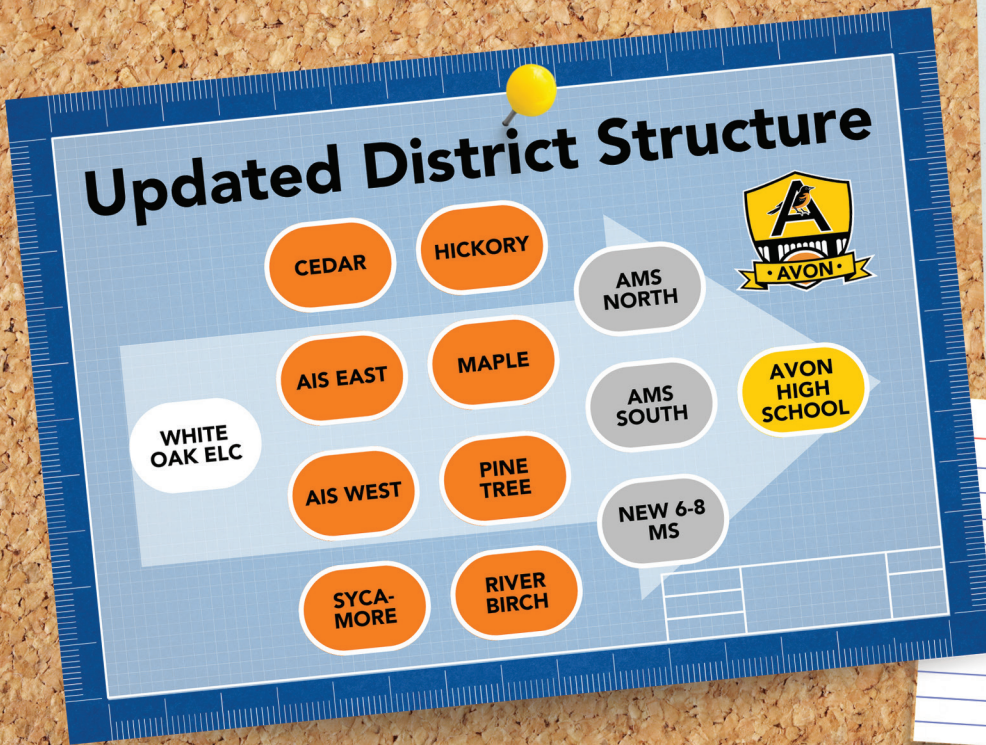 Updated District Structure
WHITE
OAK ELC
CEDAR
AIS EAST
AIS WEST
SYCA-
MORE
HICKORY
MAPLE
PINE
TREE
RIVER
BIRCH
AMS
NORTH
AMS
SOUTH
NEW 6-8
MS
A
• AVON •
AVON
HIGH
SCHOOL